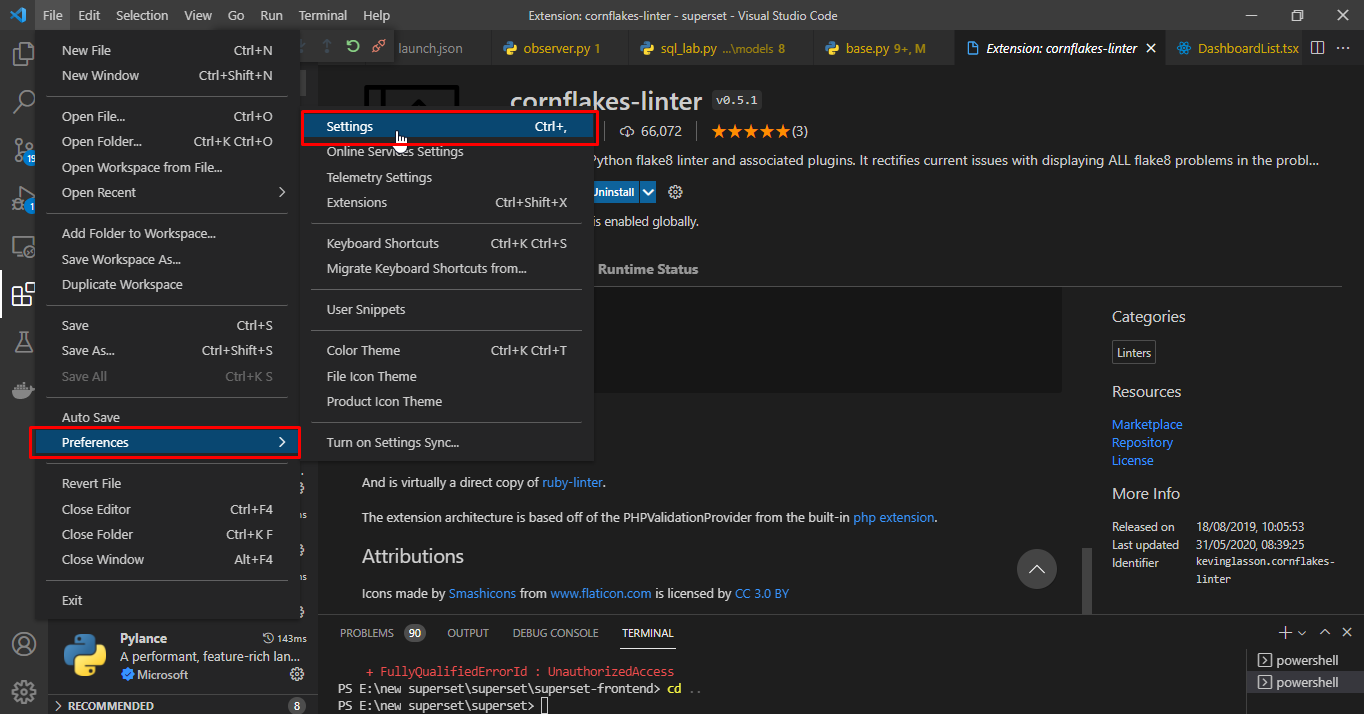 File Edit Selection View Go Run Terminal Help Extension: cornflakes-linter - superset - Visual Studio Code
launch.json observer.py 1 sql_lab.py ...\models 8 base.py 9+, M Extension: cornflakes-linter DashboardList.tsx
New File Ctrl+N
New Window Ctrl+Shift+N
Open File... Ctrl+O
Open Folder... Ctrl+K Ctrl+O
Open Workspace from File...
Open Recent
Add Folder to Workspace...
Save Workspace As...
Duplicate Workspace
Save Ctrl+S
Save As... Ctrl+Shift+S
Save All Ctrl+K S
Auto Save
Preferences
Revert File
Close Editor Ctrl+F4
Close Folder Ctrl+K F
Close Window Alt+F4
Exit
19
1
Settings Ctrl+,
Online Services Settings
Telemetry Settings
Extensions Ctrl+Shift+X
Keyboard Shortcuts Ctrl+K Ctrl+S
Migrate Keyboard Shortcuts from...
User Snippets
Color Theme Ctrl+K Ctrl+T
File Icon Theme
Product Icon Theme
Turn on Settings Sync...
cornflakes-linter v0.5.1
66,072 (3)
Python flake8 linter and associated plugins. It rectifies current issues with displaying ALL flake8 problems in the probl...
Uninstall
is enabled globally.
Runtime Status
And is virtually a direct copy of ruby-linter.
The extension architecture is based off of the PHPValidationProvider from the built-in php extension.
Attributions
Icons made by Smashicons from www.flaticon.com is licensed by CC 3.0 BY
Categories
Linters
Resources
Marketplace
Repository
License
More Info
Released on 18/08/2019, 10:05:53
Last updated 31/05/2020, 08:39:25
Identifier kevinglasson.cornflakes-
linter
Pylance 143ms
A performant, feature-rich lan...
Microsoft
RECOMMENDED 8
PROBLEMS 90 OUTPUT DEBUG CONSOLE TERMINAL
+ FullyQualifiedErrorId : UnauthorizedAccess
PS E:\new superset\superset\superset-frontend> cd ..
PS E:\new superset\superset>
powershell
powershell